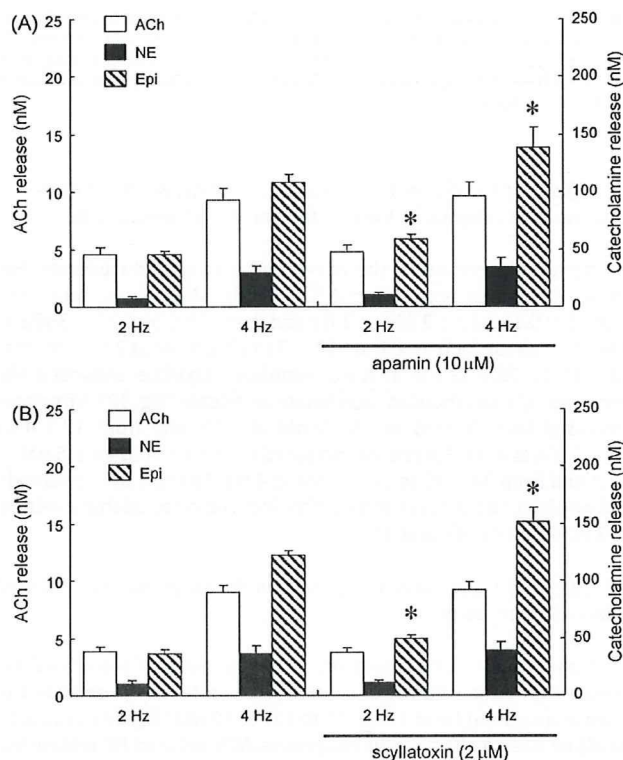 (A)
ACh
NE
Epi
ACh release (nM)
25
20
15
10
5
0
Catecholamine release (nM)
250
200
150
100
50
0
*
*
2 Hz 4 Hz 2 Hz 4 Hz
apamin (10 μM)
(B)
ACh
NE
Epi
ACh release (nM)
25
20
15
10
5
0
Catecholamine release (nM)
250
200
150
100
50
0
*
*
2 Hz 4 Hz 2 Hz 4 Hz
scyllatoxin (2 μM)